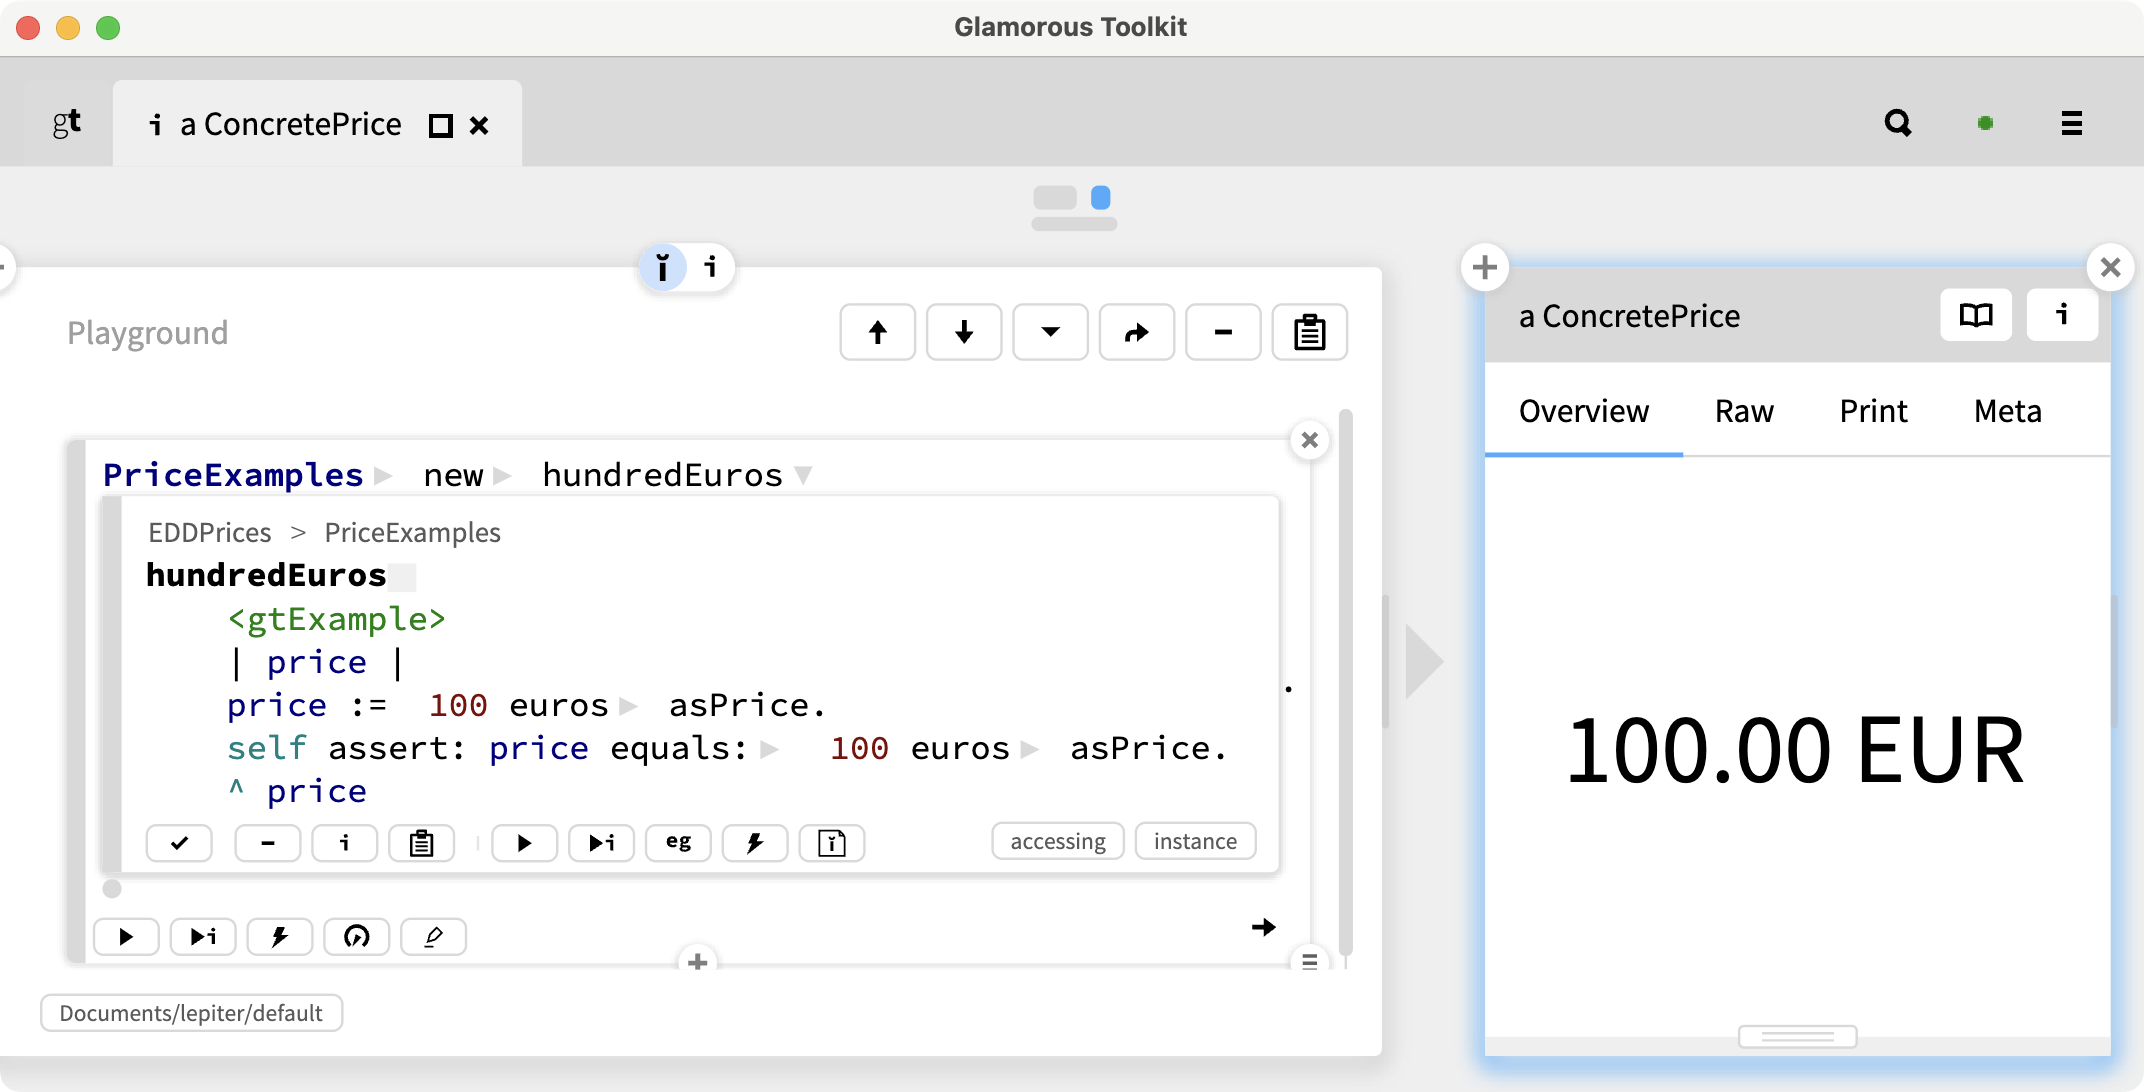 Glamorous Toolkit
gt
i a ConcretePrice
Playground
PriceExamples new hundredEuros
EDDPrices > PriceExamples
hundredEuros
<gtExample>
| price |
price := 100 euros asPrice.
self assert: price equals: 100 euros asPrice.
^ price
.
i i eg i
accessing instance
i
Documents/lepiter/default
a ConcretePrice i
Overview Raw Print Meta
100.00 EUR